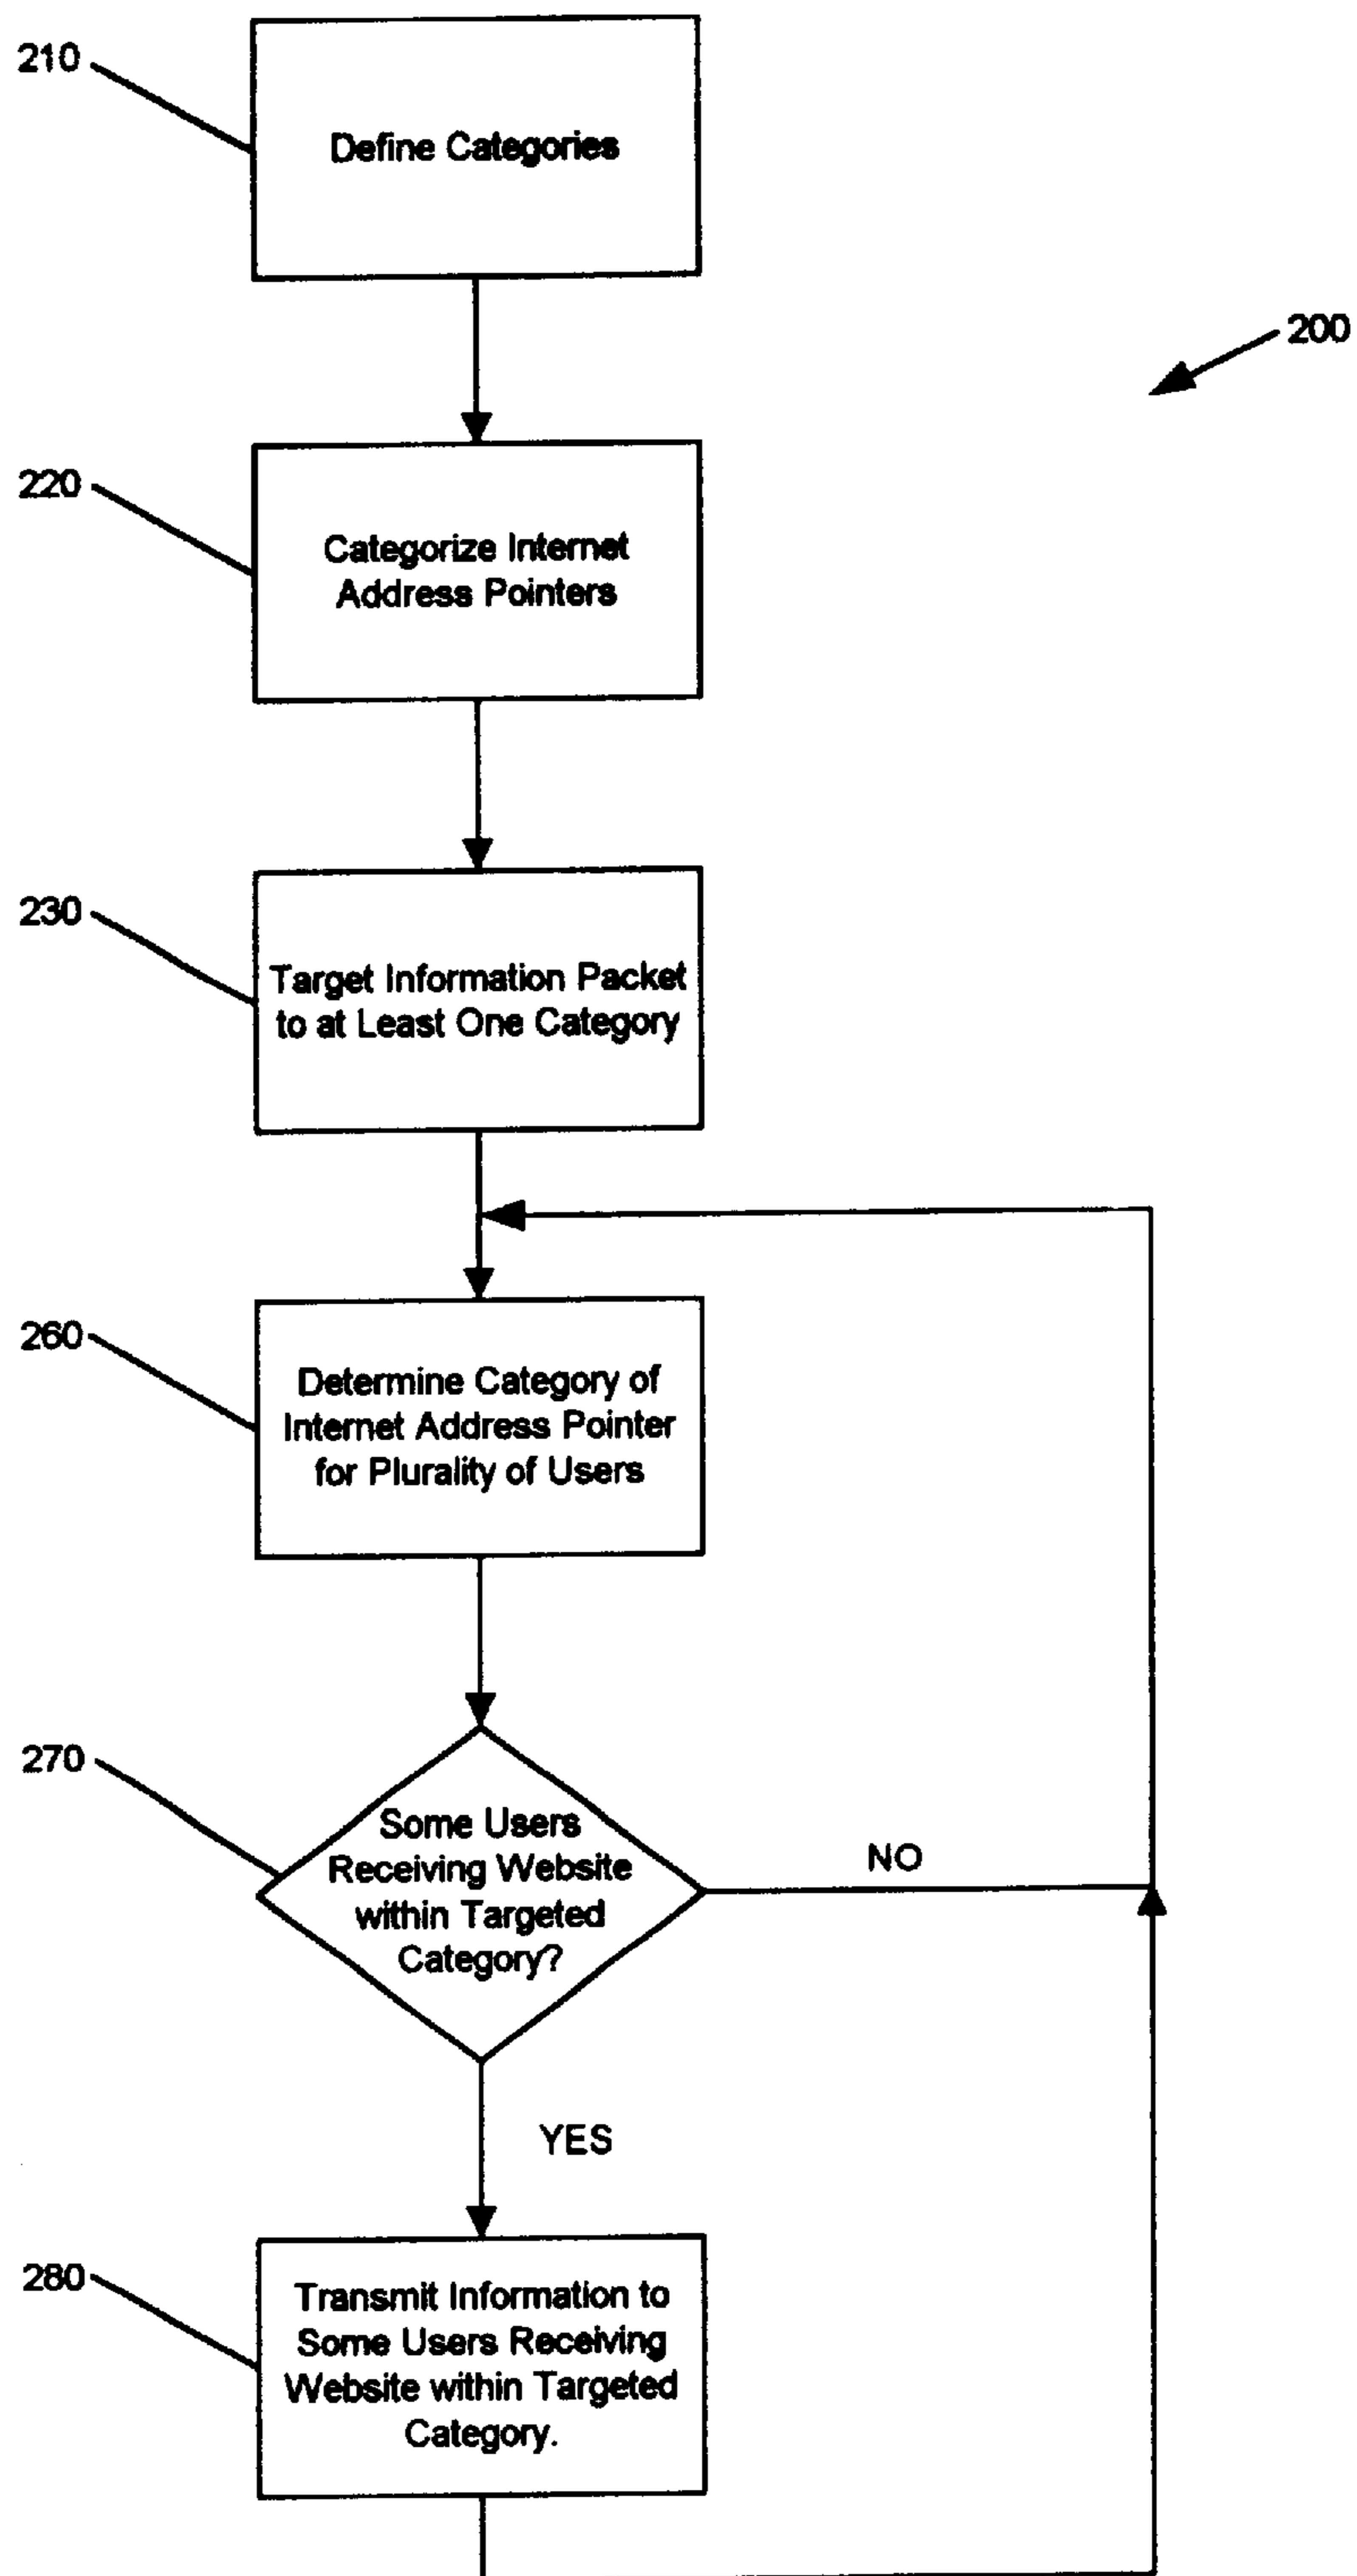 210
Define Categories
200
220
Categorize Internet
Address Pointers
230
Target Information Packet
to at Least One Category
260
Determine Category of
Internet Address Pointer
for Plurality of Users
270
Some Users
Receiving Website
within Targeted
Category?
NO
YES
280
Transmit Information to
Some Users Receiving
Website within Targeted
Category.